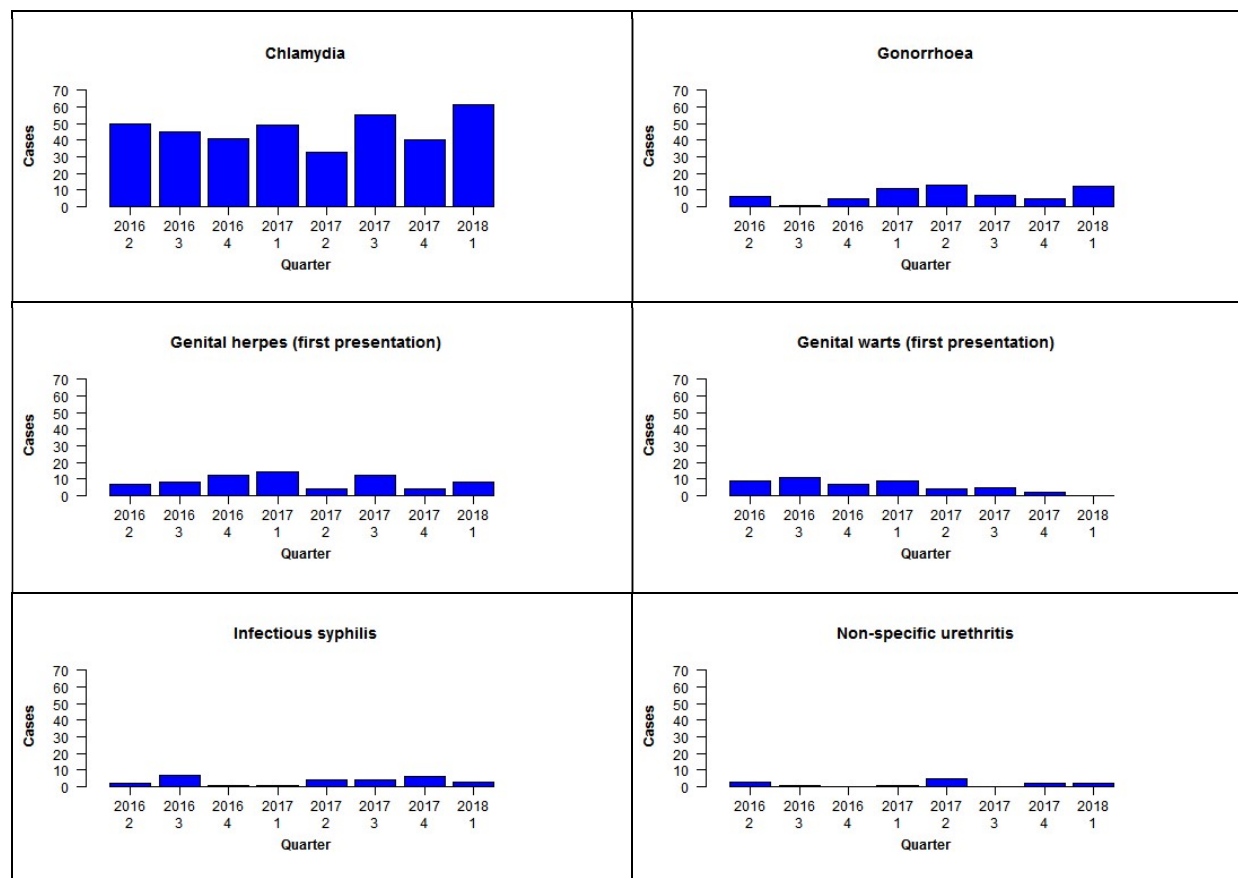 Chlamydia
70
60
50
40
30
20
10
0
Cases
2016 2016 2016 2017 2017 2017 2017 2018
2 3 4 1 2 3 4 1
Quarter
Gonorrhoea
70
60
50
40
30
20
10
0
Cases
2016 2016 2016 2017 2017 2017 2017 2018
2 3 4 1 2 3 4 1
Quarter
Genital herpes (first presentation)
70
60
50
40
30
20
10
0
Cases
2016 2016 2016 2017 2017 2017 2017 2018
2 3 4 1 2 3 4 1
Quarter
Genital warts (first presentation)
70
60
50
40
30
20
10
0
Cases
2016 2016 2016 2017 2017 2017 2017 2018
2 3 4 1 2 3 4 1
Quarter
Infectious syphilis
70
60
50
40
30
20
10
0
Cases
2016 2016 2016 2017 2017 2017 2017 2018
2 3 4 1 2 3 4 1
Quarter
Non-specific urethritis
70
60
50
40
30
20
10
0
Cases
2016 2016 2016 2017 2017 2017 2017 2018
2 3 4 1 2 3 4 1
Quarter